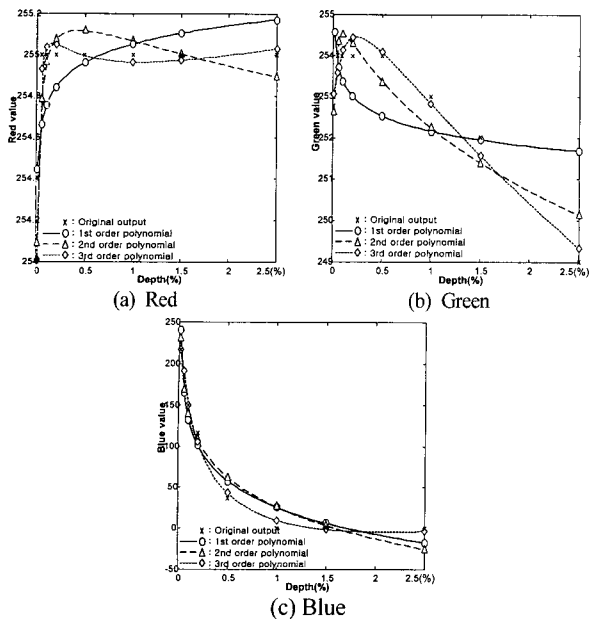 255.2
255
254.8
254.6
254.4
254.2
254
Red value
x : Original output
o : 1st order polynomial
△ : 2nd order polynomial
◇ : 3rd order polynomial
0 0.5 1 1.5 2 2.5(%)
Depth(%)
(a) Red
255
254
253
252
251
250
249
Green value
x : Original output
o : 1st order polynomial
△ : 2nd order polynomial
◇ : 3rd order polynomial
0 0.5 1 1.5 2 2.5(%)
Depth(%)
(b) Green
250
200
150
100
50
0
-50
Blue value
x : Original output
o : 1st order polynomial
△ : 2nd order polynomial
◇ : 3rd order polynomial
0 0.5 1 1.5 2 2.5(%)
Depth(%)
(c) Blue